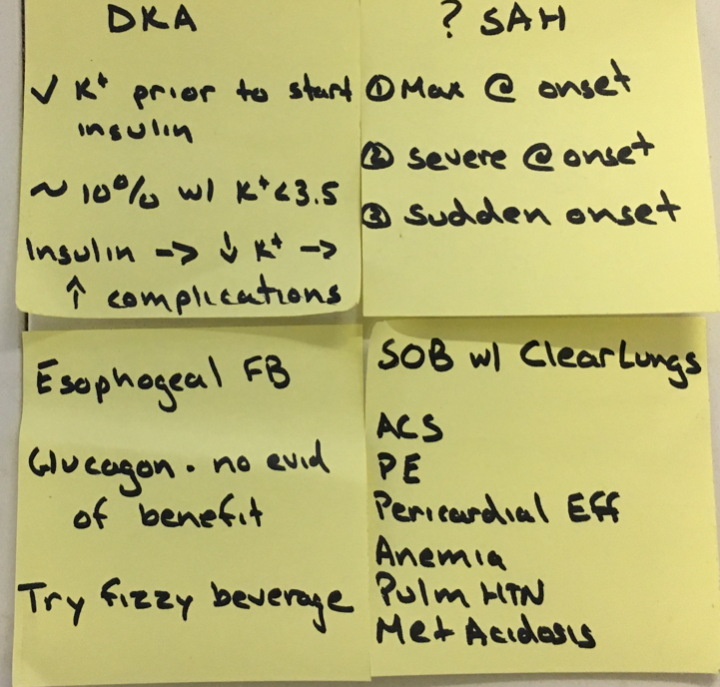 DKA
✓ K⁺ prior to start
insulin
~ 10% w/ K⁺<3.5
Insulin -> ↓ K⁺ ->
↑ complications
? SAH
① Max @ onset
② Severe @ onset
③ Sudden onset
Esophogeal FB
Glucagon. no evid
of benefit
Try fizzy beverage
SOB w/ Clear Lungs
ACS
PE
Pericardial Eff
Anemia
Pulm HTN
Met Acidosis